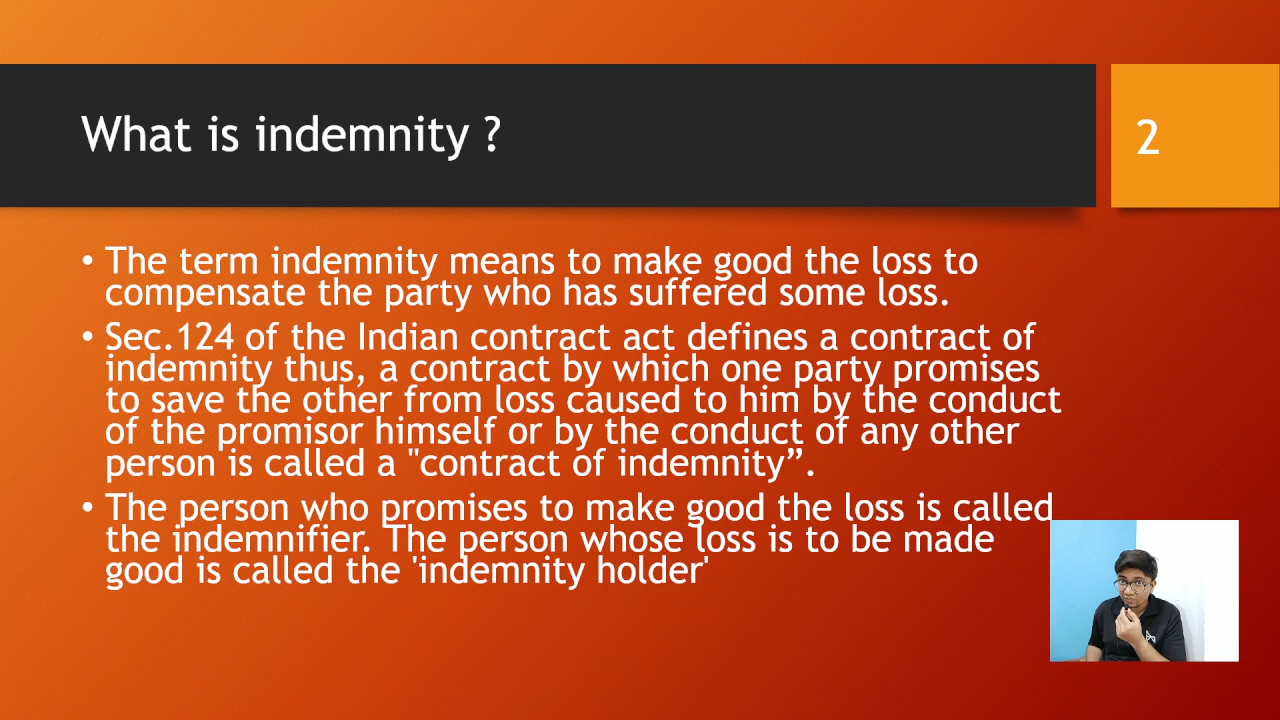 What is indemnity ?
2
• The term indemnity means to make good the loss to
compensate the party who has suffered some loss.
• Sec.124 of the Indian contract act defines a contract of
indemnity thus, a contract by which one party promises
to save the other from loss caused to him by the conduct
of the promisor himself or by the conduct of any other
person is called a "contract of indemnity”.
• The person who promises to make good the loss is called
the indemnifier. The person whose loss is to be made
good is called the 'indemnity holder'